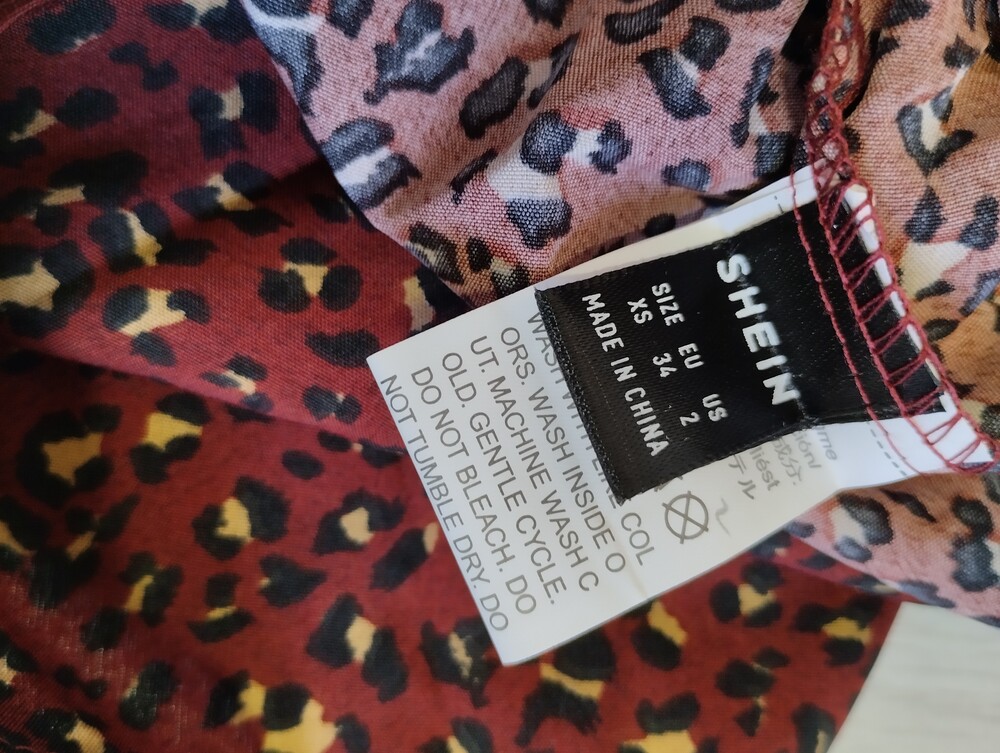 SHEIN
SIZE EU US
XS 34 2
MADE IN CHINA
COL
ORS. WASH INSIDE O
UT. MACHINE WASH C
OLD. GENTLE CYCLE.
DO NOT BLEACH. DO
NOT TUMBLE DRY. DO